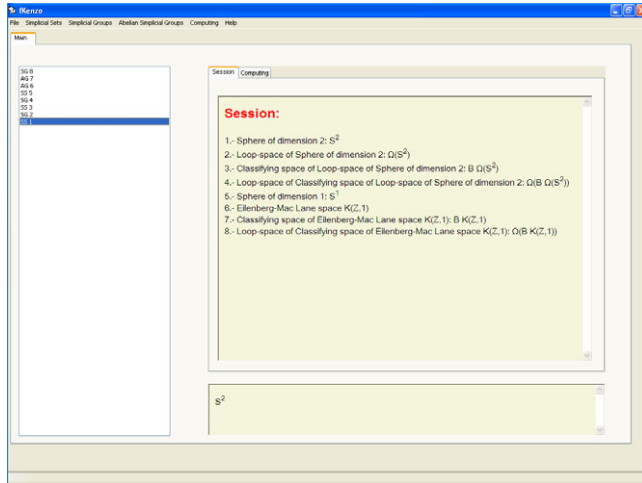 fKenzo
File Simplicial Sets Simplicial Groups Abelian Simplicial Groups Computing Help
Main
SG 8
AG 7
AG 6
SS 5
SG 4
SS 3
SG 2
SS 1
Session Computing
Session:
1.- Sphere of dimension 2: S²
2.- Loop-space of Sphere of dimension 2: Ω(S²)
3.- Classifying space of Loop-space of Sphere of dimension 2: B Ω(S²)
4.- Loop-space of Classifying space of Loop-space of Sphere of dimension 2: Ω(B Ω(S²))
5.- Sphere of dimension 1: S¹
6.- Eilenberg-Mac Lane space K(Z,1)
7.- Classifying space of Eilenberg-Mac Lane space K(Z,1): B K(Z,1)
8.- Loop-space of Classifying space of Eilenberg-Mac Lane space K(Z,1): Ω(B K(Z,1))
S²